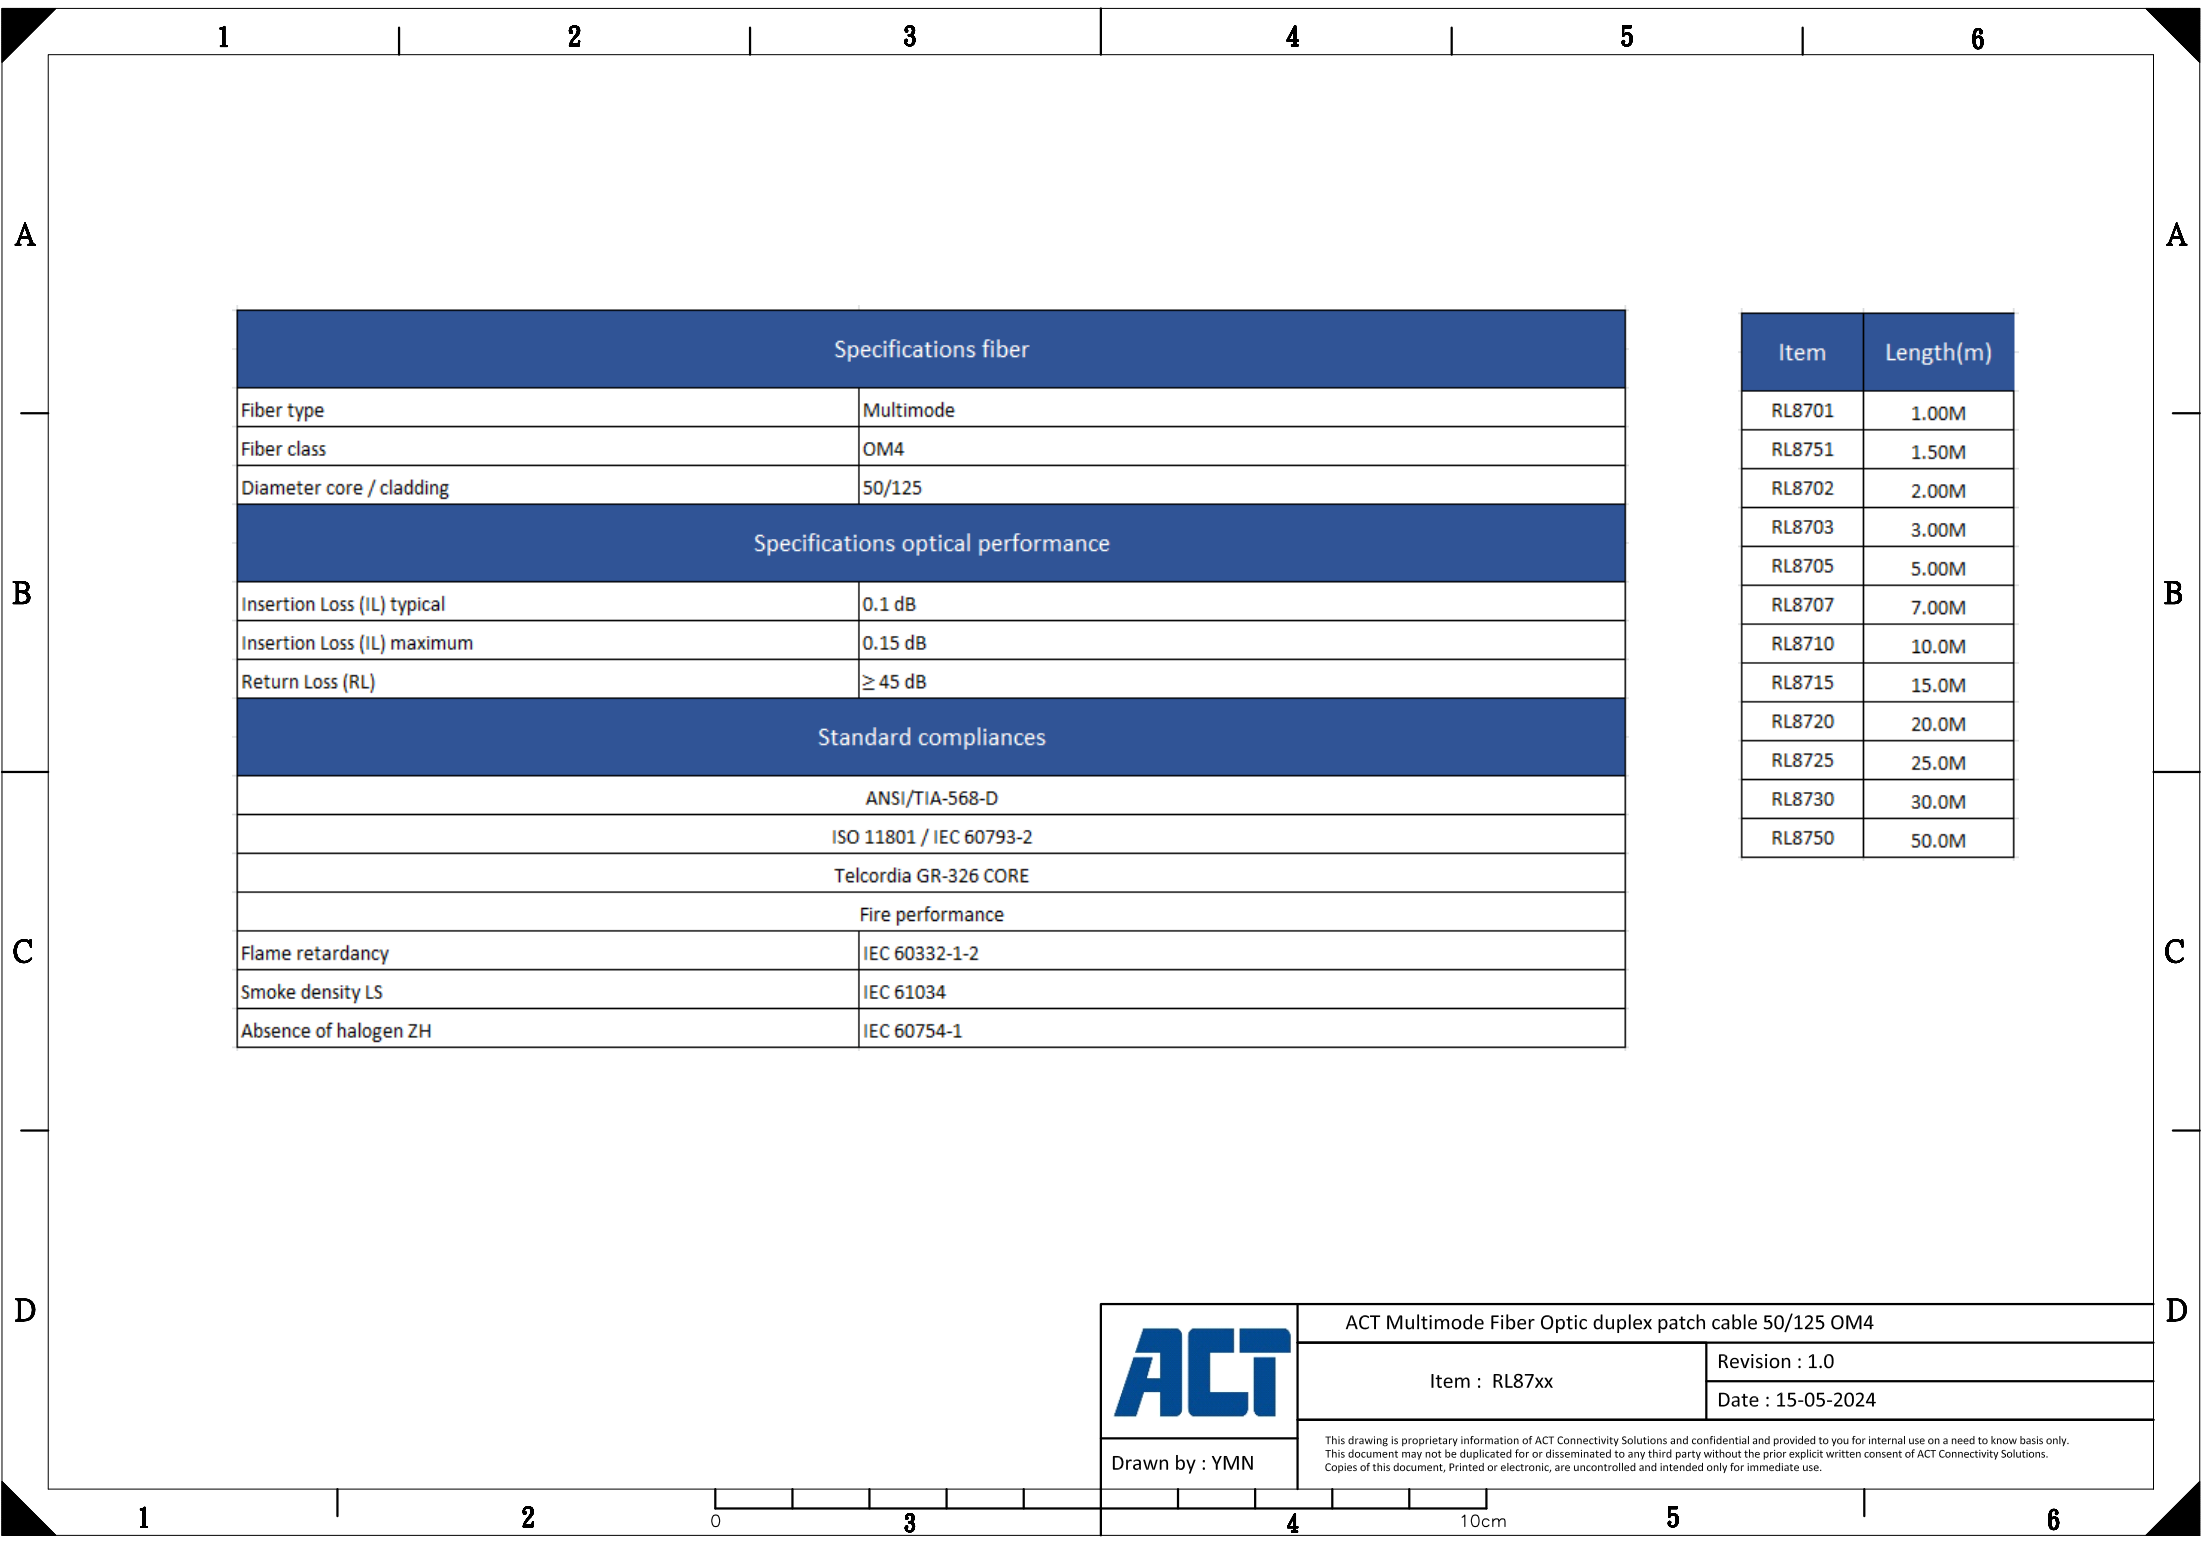 1 2 3 4 5 6
A A
Specifications fiber
Fiber type Multimode
Fiber class OM4
Diameter core / cladding 50/125
Specifications optical performance
Insertion Loss (IL) typical 0.1 dB
Insertion Loss (IL) maximum 0.15 dB
Return Loss (RL) ≥ 45 dB
Standard compliances
ANSI/TIA-568-D
ISO 11801 / IEC 60793-2
Telcordia GR-326 CORE
Fire performance
Flame retardancy IEC 60332-1-2
Smoke density LS IEC 61034
Absence of halogen ZH IEC 60754-1
Item Length(m)
RL8701 1.00M
RL8751 1.50M
RL8702 2.00M
RL8703 3.00M
RL8705 5.00M
RL8707 7.00M
RL8710 10.0M
RL8715 15.0M
RL8720 20.0M
RL8725 25.0M
RL8730 30.0M
RL8750 50.0M
B B
C C
D D
ACT
Drawn by : YMN
ACT Multimode Fiber Optic duplex patch cable 50/125 OM4
Item : RL87xx
Revision : 1.0
Date : 15-05-2024
This drawing is proprietary information of ACT Connectivity Solutions and confidential and provided to you for internal use on a need to know basis only.
This document may not be duplicated for or disseminated to any third party without the prior explicit written consent of ACT Connectivity Solutions.
Copies of this document, Printed or electronic, are uncontrolled and intended only for immediate use.
0 10cm
1 2 3 4 5 6